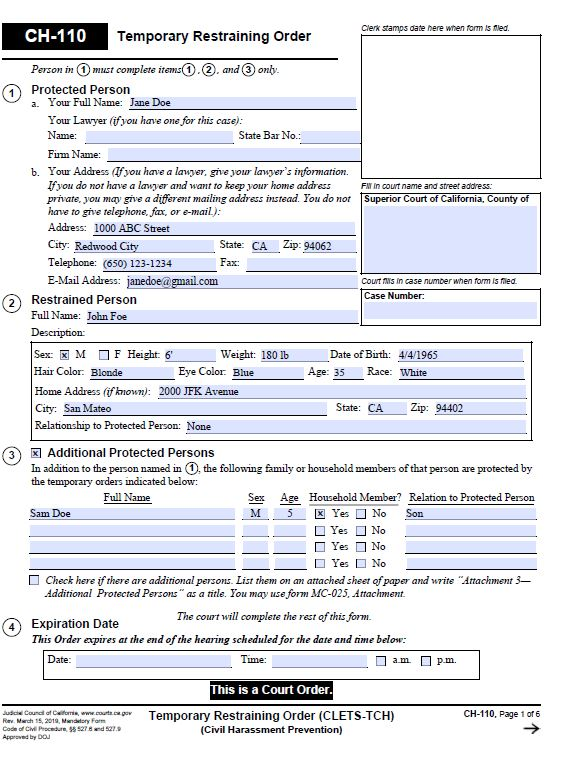 CH-110 Temporary Restraining Order
Clerk stamps date here when form is filed.
Person in ① must complete items ①, ②, and ③ only.
① Protected Person
a. Your Full Name: Jane Doe
Your Lawyer (if you have one for this case):
Name: State Bar No.:
Firm Name:
b. Your Address (If you have a lawyer, give your lawyer's information.
If you do not have a lawyer and want to keep your home address
private, you may give a different mailing address instead. You do not
have to give telephone, fax, or e-mail.):
Address: 1000 ABC Street
City: Redwood City State: CA Zip: 94062
Telephone: (650) 123-1234 Fax:
E-Mail Address: janedoe@gmail.com
Fill in court name and street address:
Superior Court of California, County of
Court fills in case number when form is filed.
Case Number:
② Restrained Person
Full Name: John Foe
Description:
Sex: x M F Height: 6' Weight: 180 lb Date of Birth: 4/4/1965
Hair Color: Blonde Eye Color: Blue Age: 35 Race: White
Home Address (if known): 2000 JFK Avenue
City: San Mateo State: CA Zip: 94402
Relationship to Protected Person: None
③ x Additional Protected Persons
In addition to the person named in ①, the following family or household members of that person are protected by
the temporary orders indicated below:
Full Name Sex Age Household Member? Relation to Protected Person
Sam Doe M 5 x Yes No Son
Yes No
Yes No
Yes No
Check here if there are additional persons. List them on an attached sheet of paper and write "Attachment 3—
Additional Protected Persons" as a title. You may use form MC-025, Attachment.
The court will complete the rest of this form.
④ Expiration Date
This Order expires at the end of the hearing scheduled for the date and time below:
Date: Time: a.m. p.m.
This is a Court Order.
Judicial Council of California, www.courts.ca.gov
Rev. March 15, 2019, Mandatory Form
Code of Civil Procedure, §§ 527.6 and 527.9
Approved by DOJ
Temporary Restraining Order (CLETS-TCH)
(Civil Harassment Prevention)
CH-110, Page 1 of 6
→